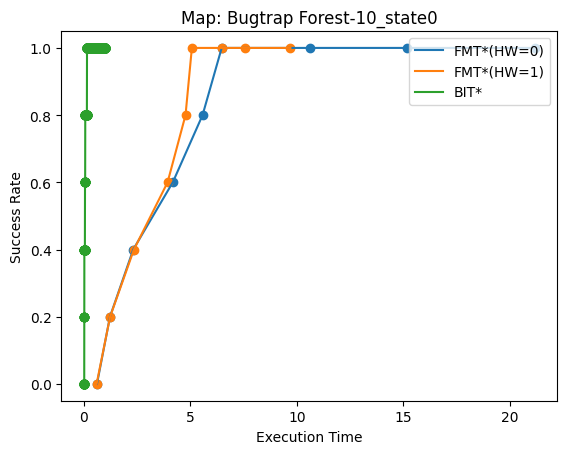 Map: Bugtrap Forest-10_state0
Success Rate
1.0
0.8
0.6
0.4
0.2
0.0
FMT*(HW=0)
FMT*(HW=1)
BIT*
0
5
10
15
20
Execution Time